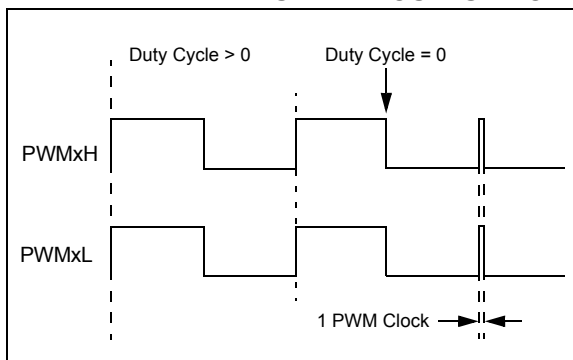 Duty Cycle > 0
Duty Cycle = 0
PWMxH
PWMxL
1 PWM Clock